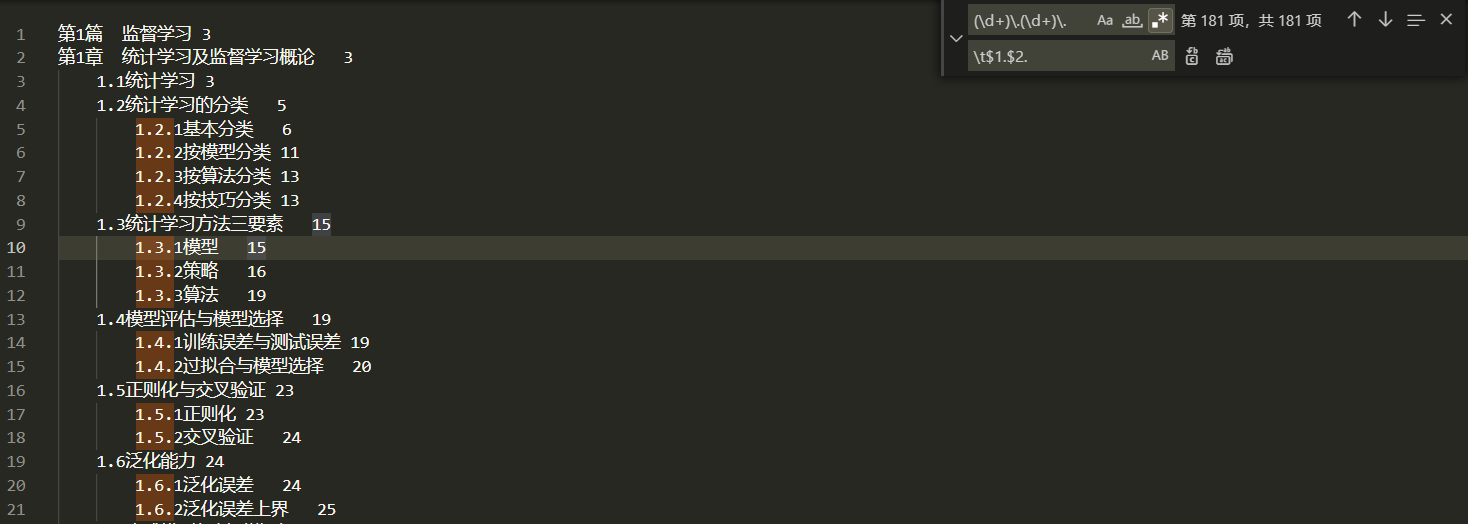 1 第1篇 监督学习 3
2 第1章 统计学习及监督学习概论 3
3 1.1统计学习 3
4 1.2统计学习的分类 5
5 1.2.1基本分类 6
6 1.2.2按模型分类 11
7 1.2.3按算法分类 13
8 1.2.4按技巧分类 13
9 1.3统计学习方法三要素 15
10 1.3.1模型 15
11 1.3.2策略 16
12 1.3.3算法 19
13 1.4模型评估与模型选择 19
14 1.4.1训练误差与测试误差 19
15 1.4.2过拟合与模型选择 20
16 1.5正则化与交叉验证 23
17 1.5.1正则化 23
18 1.5.2交叉验证 24
19 1.6泛化能力 24
20 1.6.1泛化误差 24
21 1.6.2泛化误差上界 25
(\d+)\.(\d+)\. Aa ab 第 181 项，共 181 项
\t$1.$2. AB